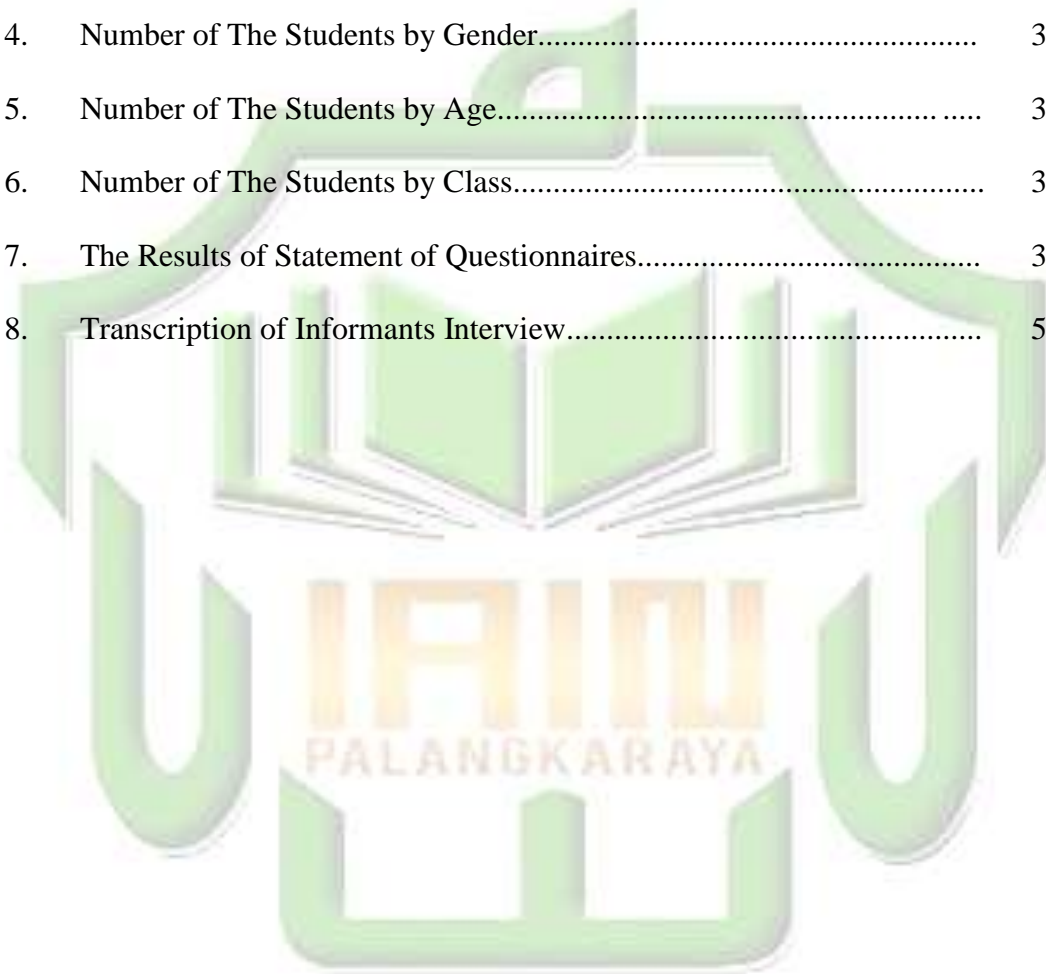 4. Number of The Students by Gender....................................................... 3
5. Number of The Students by Age....................................................... ..... 3
6. Number of The Students by Class........................................................... 3
7. The Results of Statement of Questionnaires........................................... 3
8. Transcription of Informants Interview.................................................... 5
IAIN
PALANGKARAYA